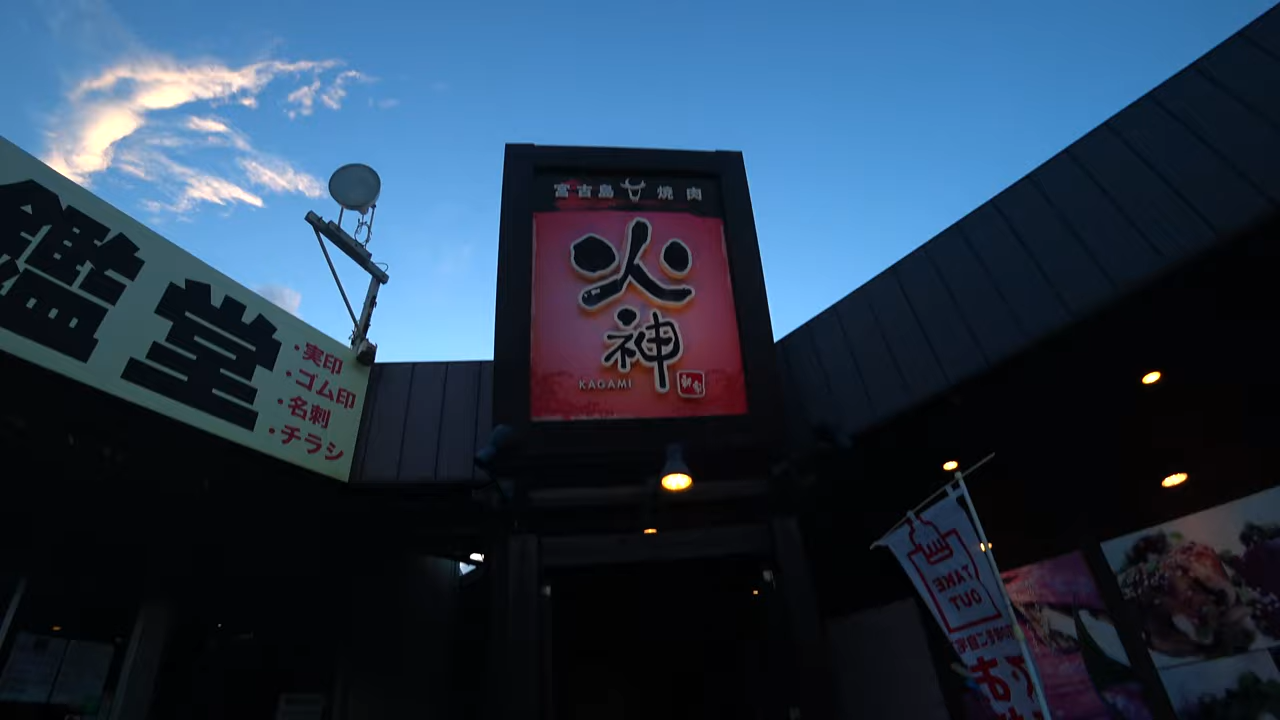 鑑堂
・実印
・ゴム印
・名刺
・チラシ
宮古島 焼肉
火神
KAGAMI
TAKE
OUT